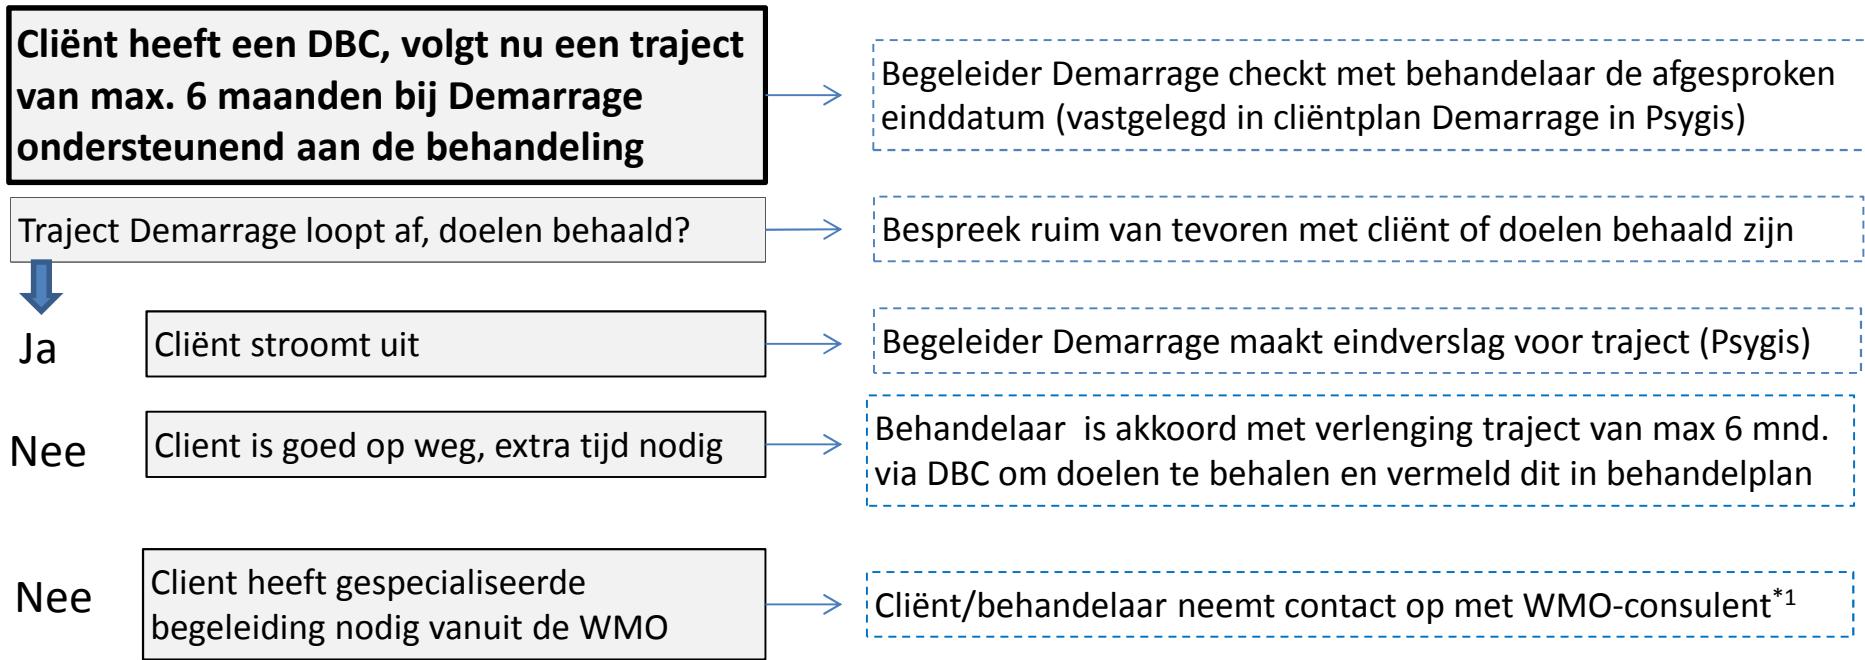 Cliënt heeft een DBC, volgt nu een traject
van max. 6 maanden bij Demarrage
ondersteunend aan de behandeling
Begeleider Demarrage checkt met behandelaar de afgesproken
einddatum (vastgelegd in cliëntplan Demarrage in Psygis)
Traject Demarrage loopt af, doelen behaald?
Bespreek ruim van tevoren met cliënt of doelen behaald zijn
Ja
Cliënt stroomt uit
Begeleider Demarrage maakt eindverslag voor traject (Psygis)
Nee
Client is goed op weg, extra tijd nodig
Behandelaar is akkoord met verlenging traject van max 6 mnd.
via DBC om doelen te behalen en vermeld dit in behandelplan
Nee
Client heeft gespecialiseerde
begeleiding nodig vanuit de WMO
Cliënt/behandelaar neemt contact op met WMO-consulent*1